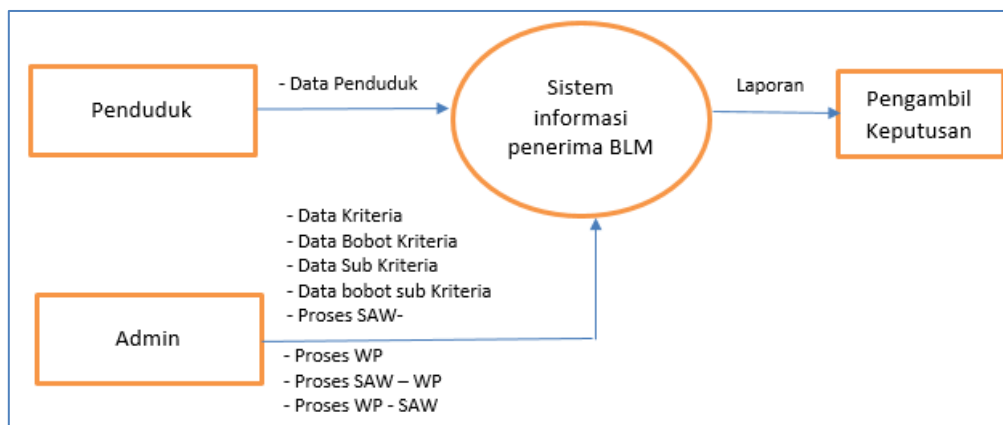 Penduduk
- Data Penduduk
Sistem
informasi
penerima BLM
Laporan
Pengambil
Keputusan
- Data Kriteria
- Data Bobot Kriteria
- Data Sub Kriteria
- Data bobot sub Kriteria
- Proses SAW-
Admin
- Proses WP
- Proses SAW – WP
- Proses WP - SAW